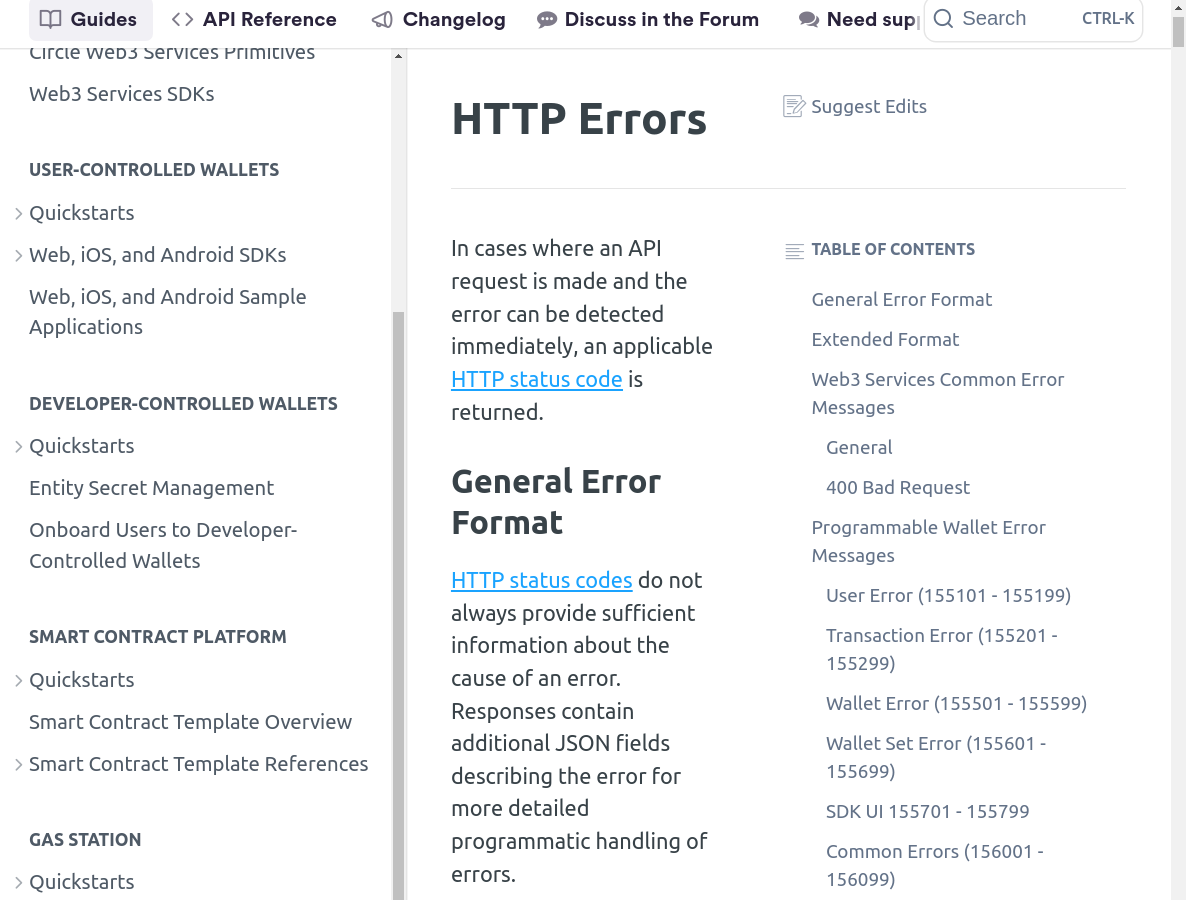 Guides
API Reference
Changelog
Discuss in the Forum
Need sup
Search
CTRL-K
Circle Web3 Services Primitives
Web3 Services SDKs
USER-CONTROLLED WALLETS
Quickstarts
Web, iOS, and Android SDKs
Web, iOS, and Android Sample
Applications
DEVELOPER-CONTROLLED WALLETS
Quickstarts
Entity Secret Management
Onboard Users to Developer-
Controlled Wallets
SMART CONTRACT PLATFORM
Quickstarts
Smart Contract Template Overview
Smart Contract Template References
GAS STATION
Quickstarts
HTTP Errors
Suggest Edits
In cases where an API
request is made and the
error can be detected
immediately, an applicable
HTTP status code is
returned.
General Error
Format
HTTP status codes do not
always provide sufficient
information about the
cause of an error.
Responses contain
additional JSON fields
describing the error for
more detailed
programmatic handling of
errors.
TABLE OF CONTENTS
General Error Format
Extended Format
Web3 Services Common Error
Messages
General
400 Bad Request
Programmable Wallet Error
Messages
User Error (155101 - 155199)
Transaction Error (155201 -
155299)
Wallet Error (155501 - 155599)
Wallet Set Error (155601 -
155699)
SDK UI 155701 - 155799
Common Errors (156001 -
156099)